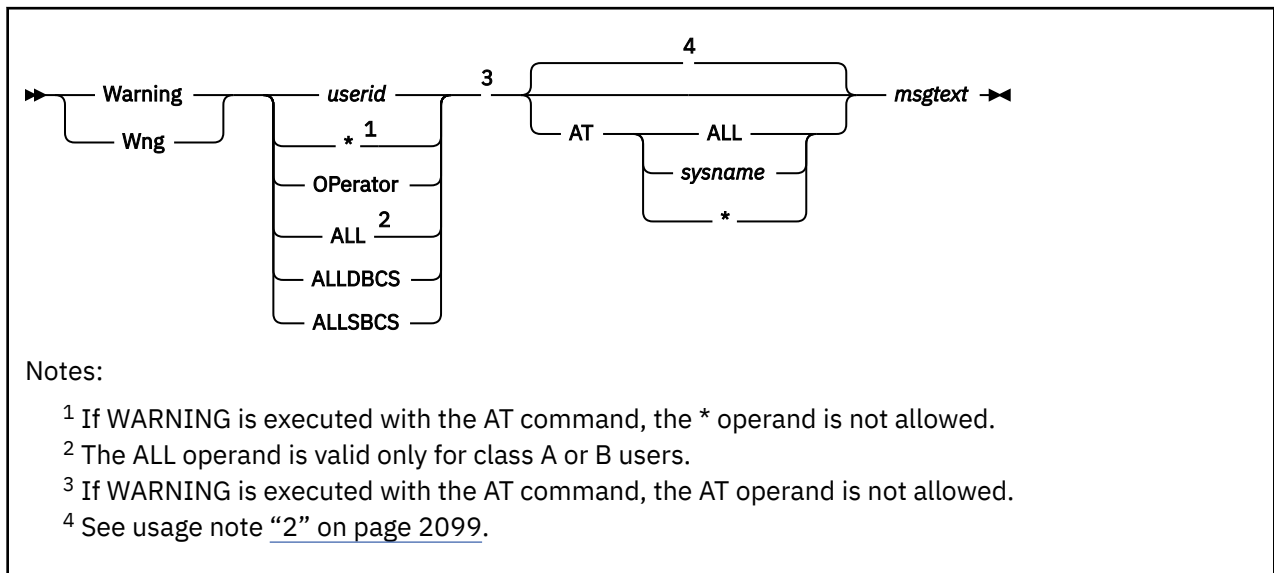 4
Warning userid 3 msgtext
Wng * 1 AT ALL
OPerator sysname
ALL 2 *
ALLDBCS
ALLSBCS
Notes:
1 If WARNING is executed with the AT command, the * operand is not allowed.
2 The ALL operand is valid only for class A or B users.
3 If WARNING is executed with the AT command, the AT operand is not allowed.
4 See usage note “2” on page 2099.